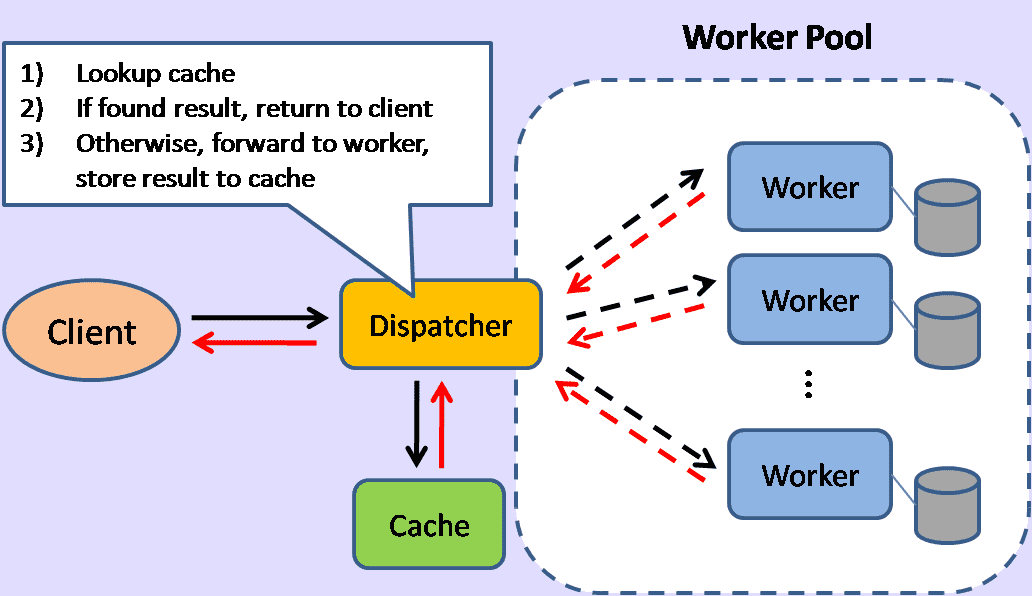 Worker Pool
1) Lookup cache
2) If found result, return to client
3) Otherwise, forward to worker,
store result to cache
Worker
Client
Dispatcher
Worker
Worker
Cache